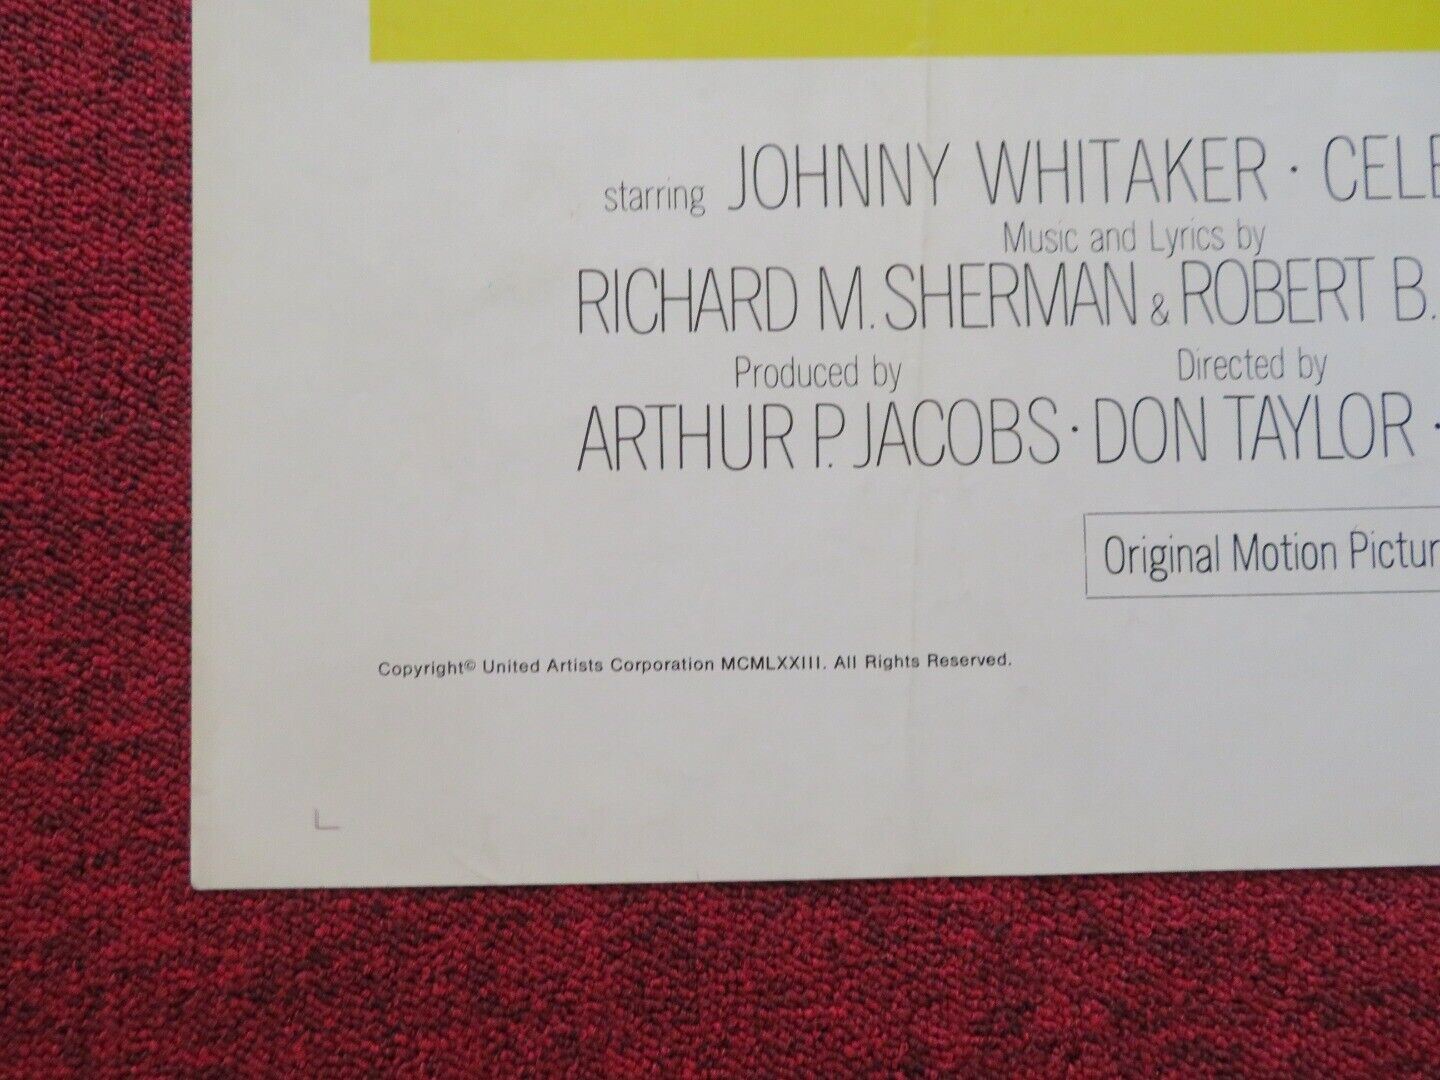 starring JOHNNY WHITAKER · CELE
Music and Lyrics by
RICHARD M. SHERMAN & ROBERT B.
Produced by Directed by
ARTHUR P. JACOBS · DON TAYLOR ·
Original Motion Pictur
Copyright© United Artists Corporation MCMLXXIII. All Rights Reserved.